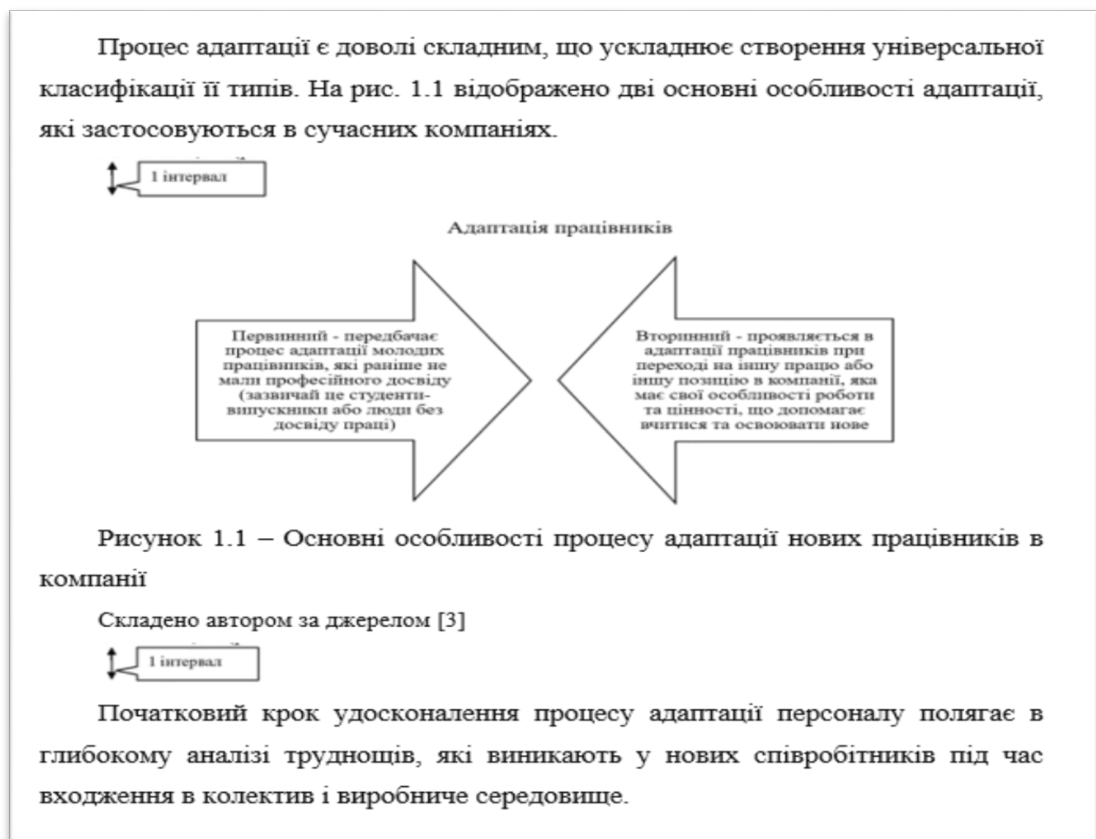 Процес адаптації є доволі складним, що ускладнює створення універсальної
класифікації її типів. На рис. 1.1 відображено дві основні особливості адаптації,
які застосовуються в сучасних компаніях.
1 інтервал
Адаптація працівників
Первинний - передбачає
процес адаптації молодих
працівників, які раніше не
мали професійного досвіду
(зазвичай це студенти-
випускники або люди без
досвіду праці)
Вторинний - проявляється в
адаптації працівників при
переході на іншу працю або
іншу позицію в компанії, яка
має свої особливості роботи
та цінності, що допомагає
вчитися та освоювати нове
Рисунок 1.1 – Основні особливості процесу адаптації нових працівників в
компанії
Складено автором за джерелом [3]
1 інтервал
Початковий крок удосконалення процесу адаптації персоналу полягає в
глибокому аналізі труднощів, які виникають у нових співробітників під час
входження в колектив і виробниче середовище.